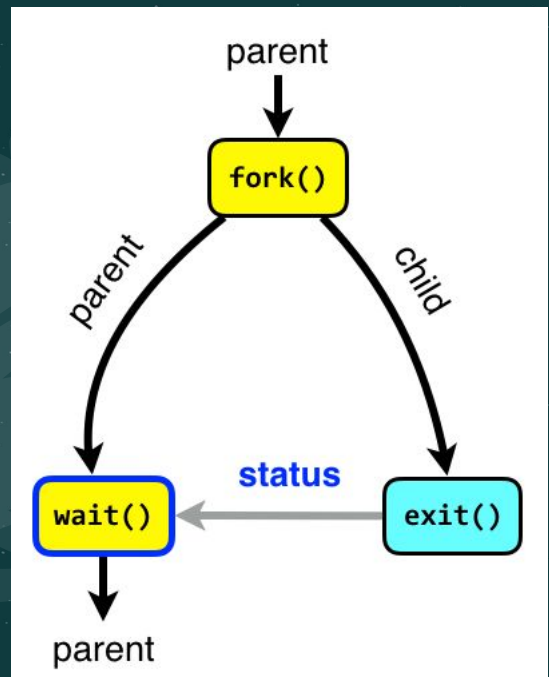 parent
fork()
parent
child
status
wait()
exit()
parent